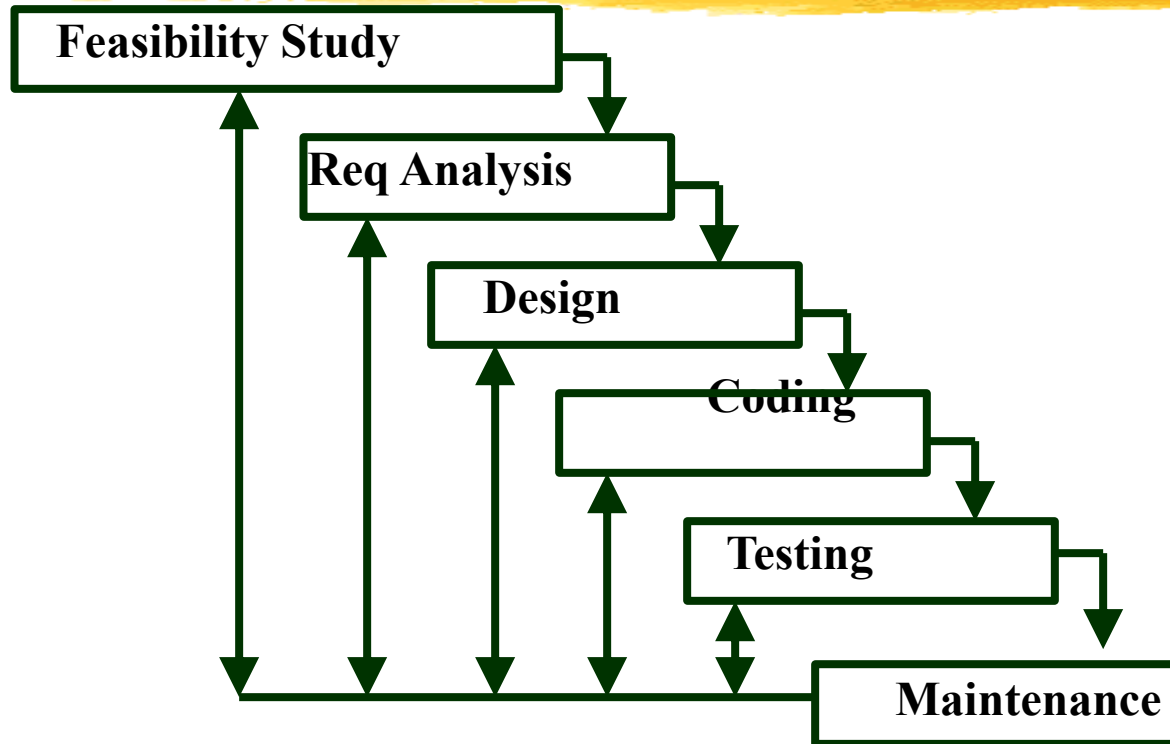 Feasibility Study
Req Analysis
Design
Coding
Testing
Maintenance